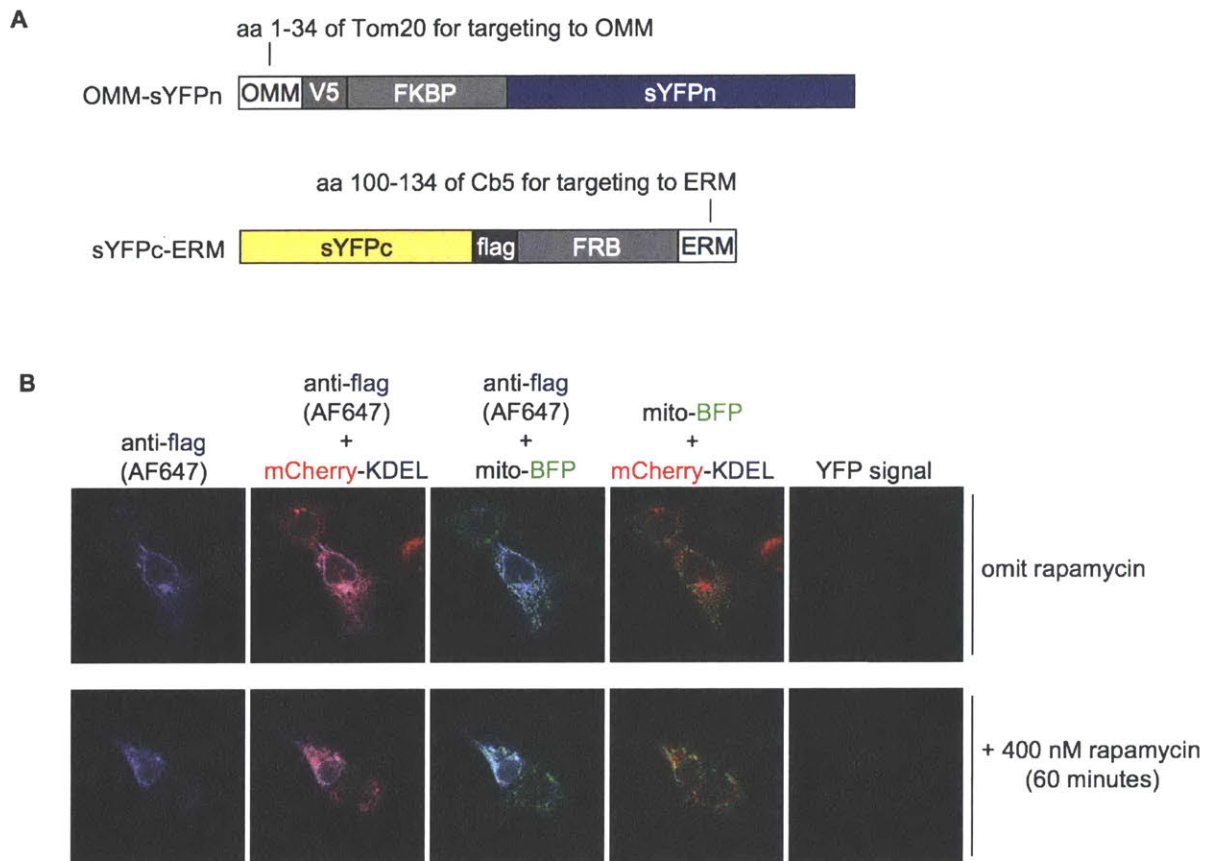 A
aa 1-34 of Tom20 for targeting to OMM
OMM-sYFPn
OMM V5 FKBP sYFPn
aa 100-134 of Cb5 for targeting to ERM
sYFPc-ERM
sYFPc flag FRB ERM
B
anti-flag
(AF647)
anti-flag
(AF647)
+
mCherry-KDEL
anti-flag
(AF647)
+
mito-BFP
mito-BFP
+
mCherry-KDEL
YFP signal
omit rapamycin
+ 400 nM rapamycin
(60 minutes)